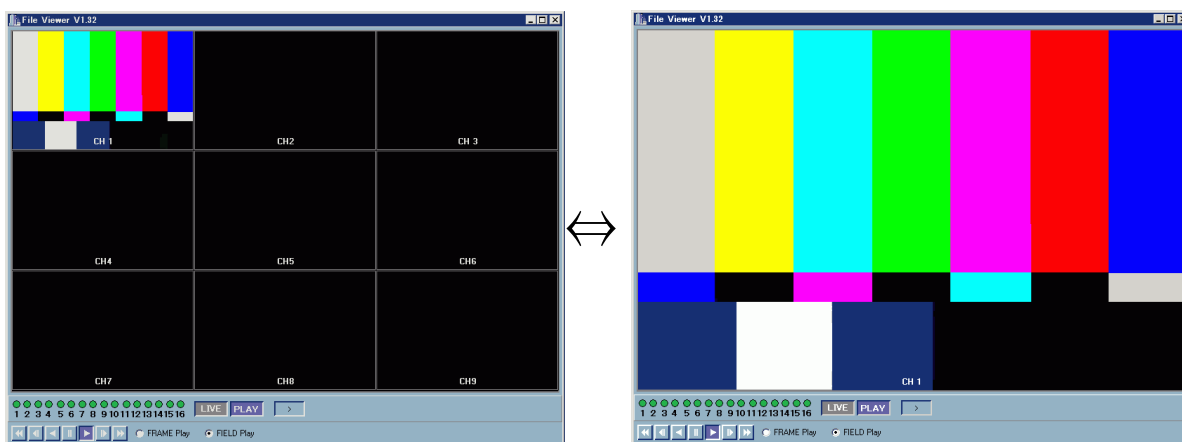 File Viewer V1.32
CH 1
CH2
CH 3
CH4
CH5
CH6
CH7
CH8
CH9
1 2 3 4 5 6 7 8 9 10 11 12 13 14 15 16
LIVE PLAY >
FRAME Play FIELD Play
File Viewer V1.32
CH 1
1 2 3 4 5 6 7 8 9 10 11 12 13 14 15 16
LIVE PLAY >
FRAME Play FIELD Play